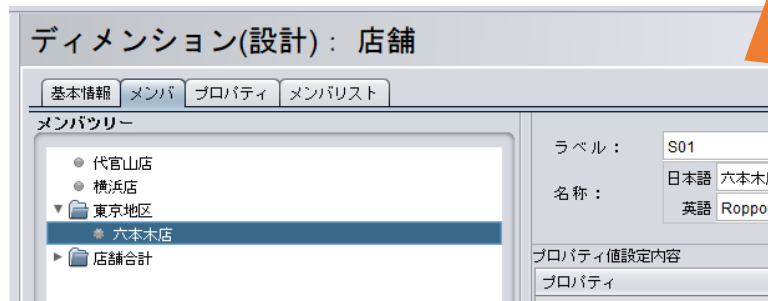 ディメンション(設計): 店舗
基本情報 メンバ プロパティ メンバリスト
メンバツリー
代官山店
横浜店
東京地区
六本木店
店舗合計
ラベル: S01
名称: 日本語 六本木
英語
プロパティ値設定内容
プロパティ